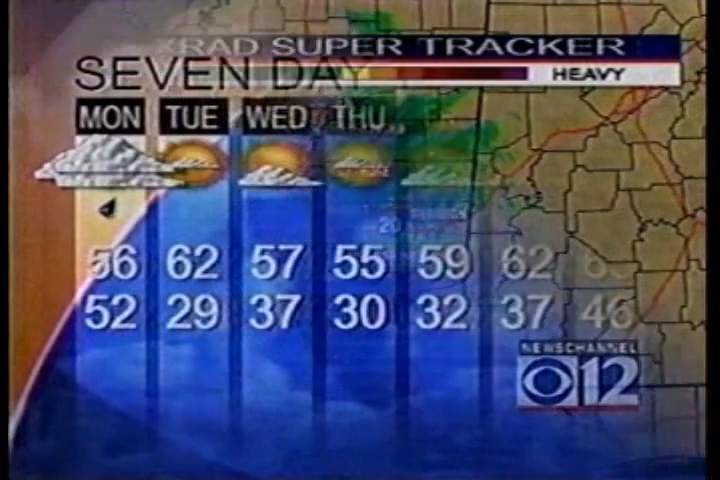 XRAD SUPER TRACKER
SEVEN DAY
HEAVY
MON TUE WED THU
56 62 57 55 59 62
52 29 37 30 32 37 46
NEWSCHANNEL
12